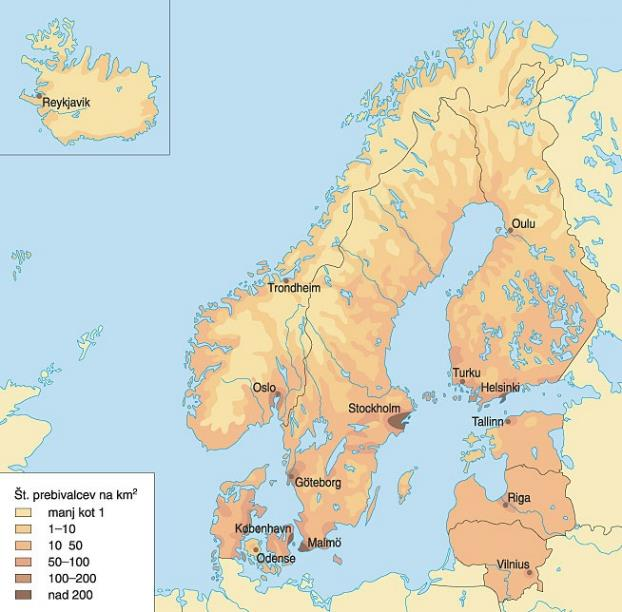 Reykjavik
Oulu
Trondheim
Turku
Oslo
Helsinki
Stockholm
Tallinn
Göteborg
Riga
København
Malmö
Odense
Vilnius
Št. prebivalcev na km²
manj kot 1
1–10
10 50
50–100
100–200
nad 200